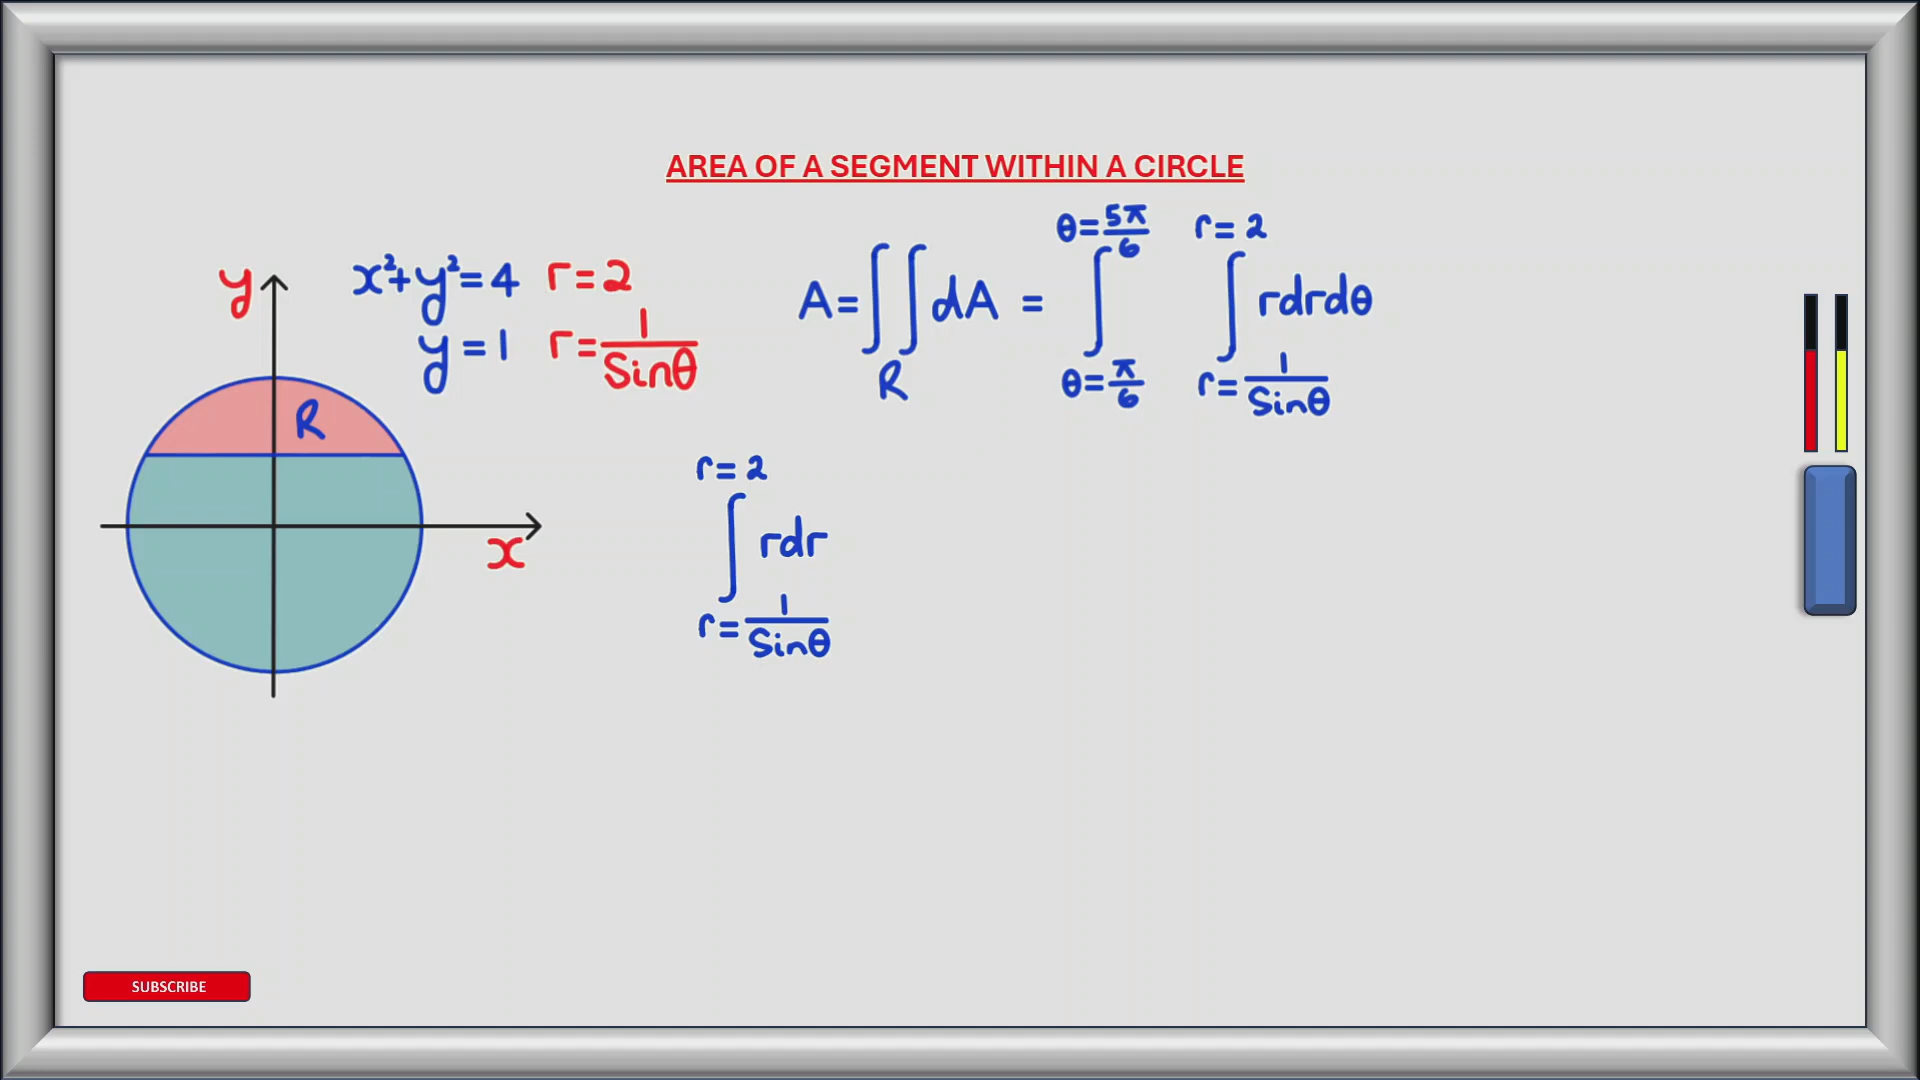 AREA OF A SEGMENT WITHIN A CIRCLE
y
x²+y²=4 r=2
y=1 r=1/Sinθ
R
x
A=∫∫dA = ∫ ∫ rdrdθ
R
θ=5π/6 r=2
θ=π/6 r=1/Sinθ
r=2
∫ rdr
r=1/Sinθ
SUBSCRIBE